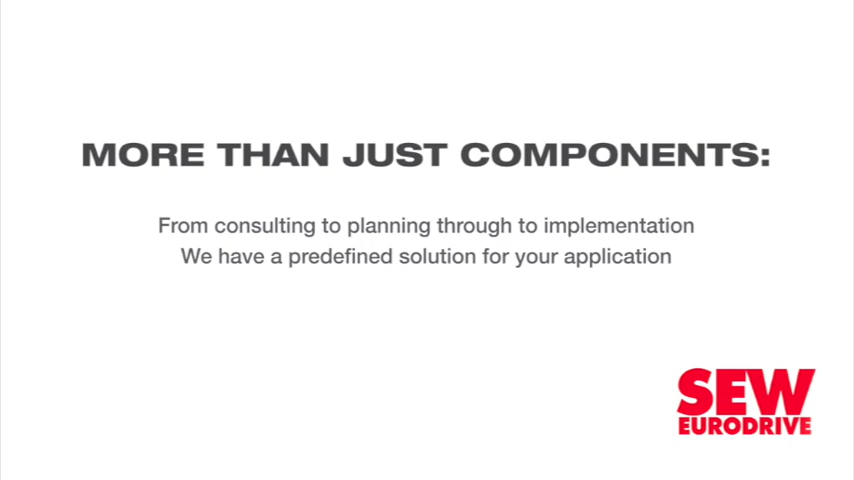 MORE THAN JUST COMPONENTS:
From consulting to planning through to implementation
We have a predefined solution for your application
SEW
EURODRIVE